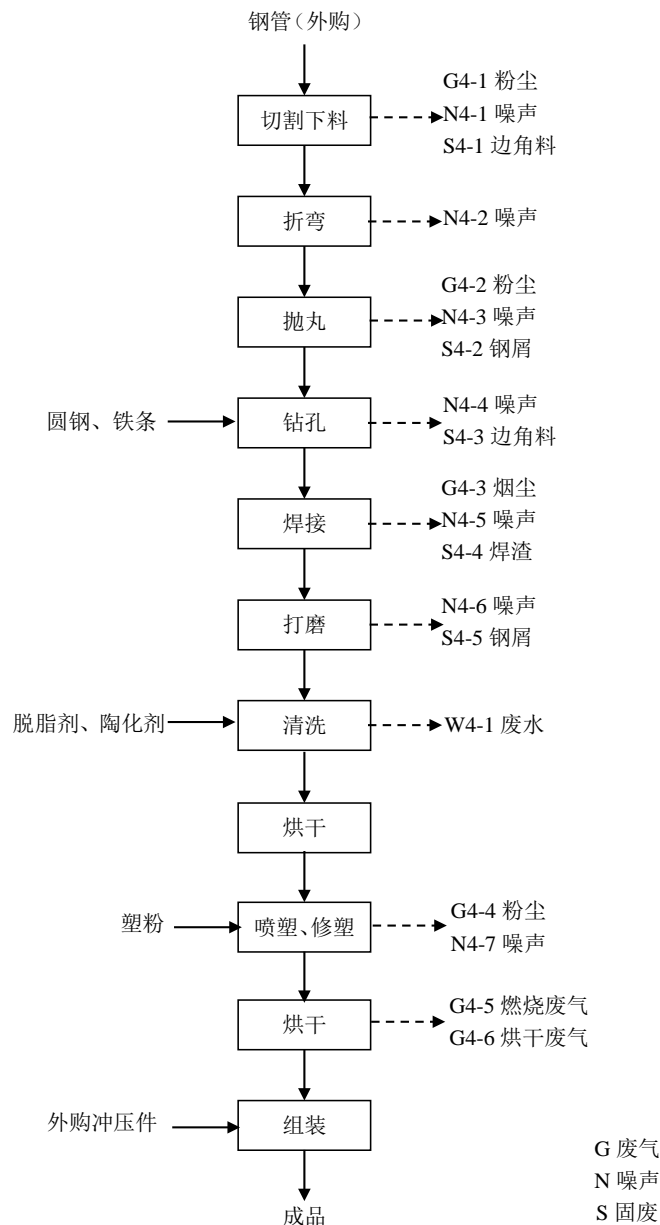 钢管（外购）
G4-1 粉尘
切割下料
N4-1 噪声
S4-1 边角料
折弯
N4-2 噪声
G4-2 粉尘
抛丸
N4-3 噪声
S4-2 钢屑
圆钢、铁条
钻孔
N4-4 噪声
S4-3 边角料
G4-3 烟尘
焊接
N4-5 噪声
S4-4 焊渣
打磨
N4-6 噪声
S4-5 钢屑
脱脂剂、陶化剂
清洗
W4-1 废水
烘干
塑粉
喷塑、修塑
G4-4 粉尘
N4-7 噪声
烘干
G4-5 燃烧废气
G4-6 烘干废气
外购冲压件
组装
成品
G 废气
N 噪声
S 固废